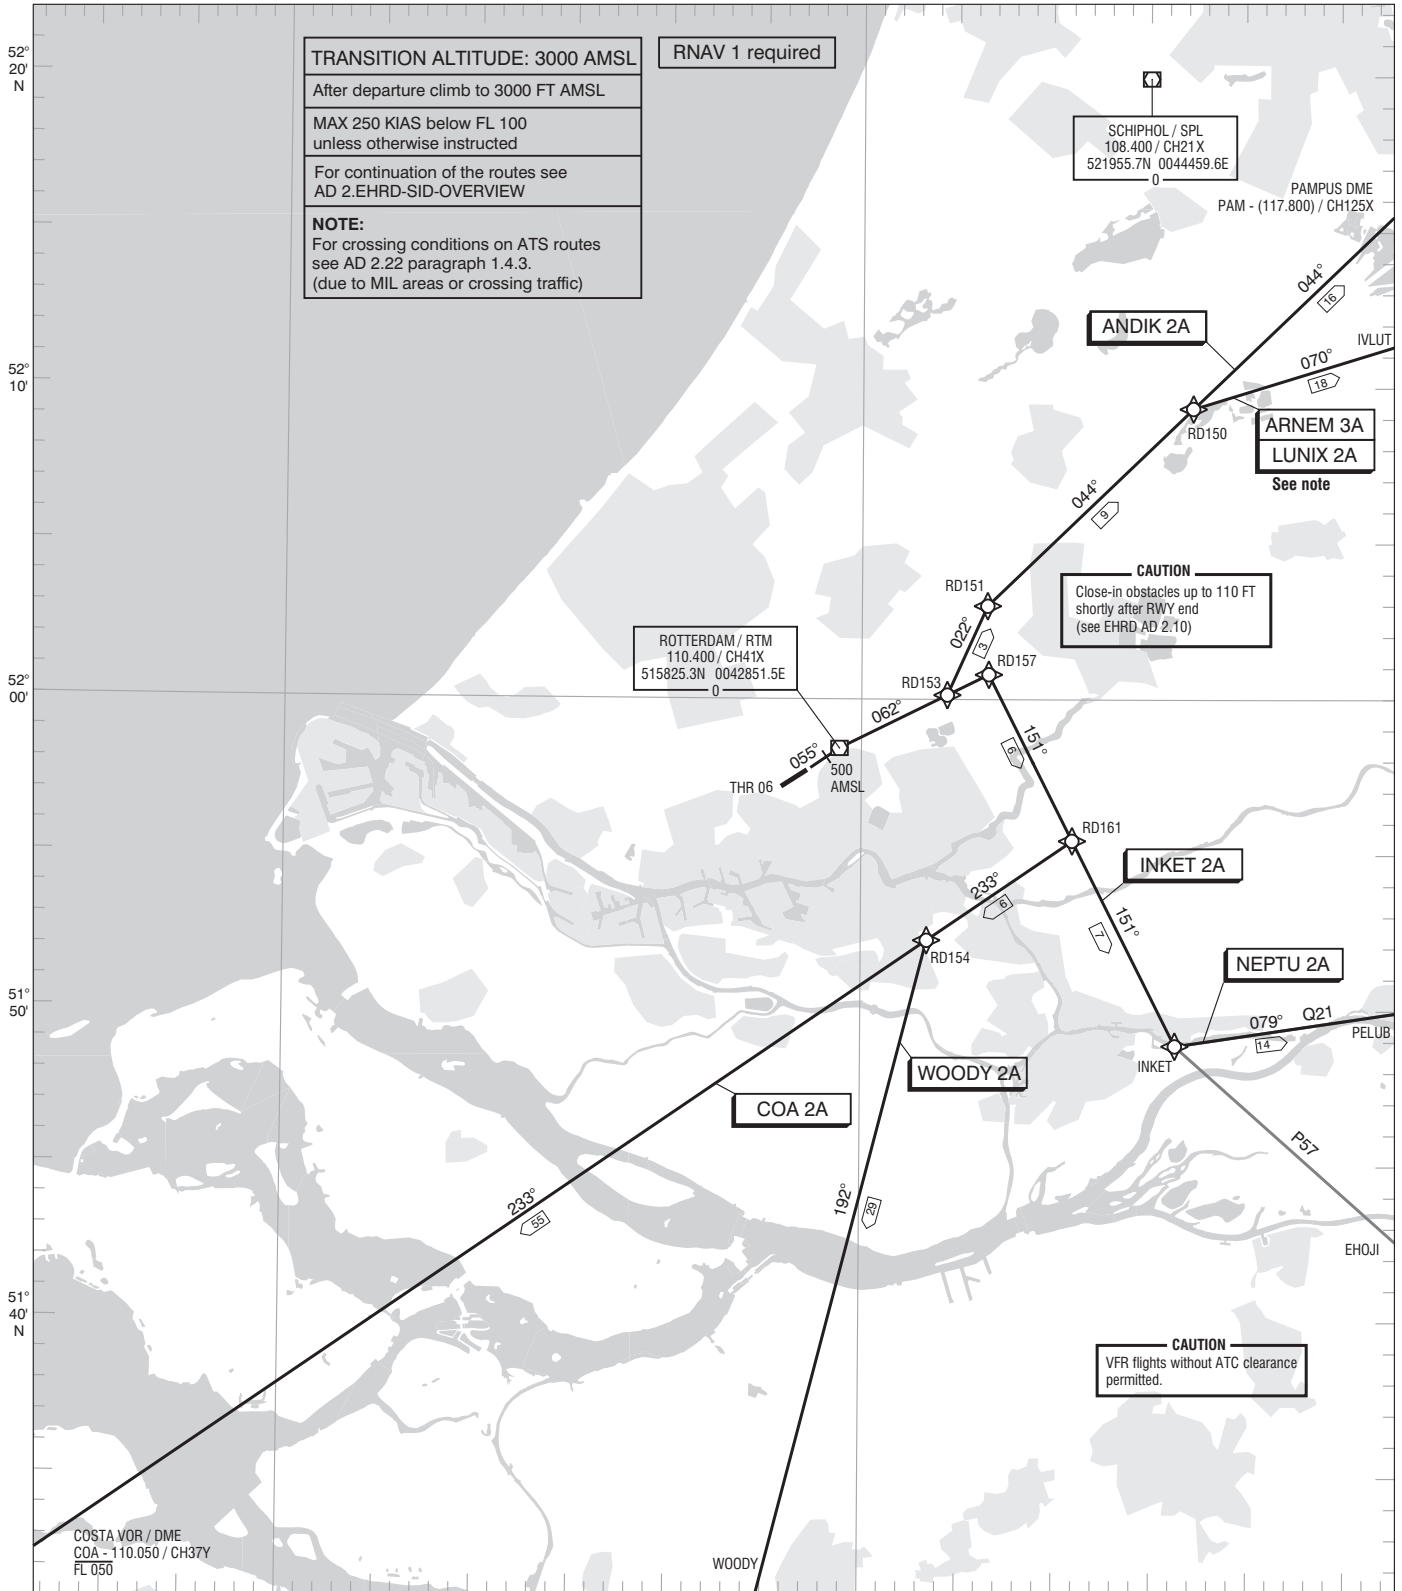 52°
20'
N
TRANSITION ALTITUDE: 3000 AMSL
After departure climb to 3000 FT AMSL
MAX 250 KIAS below FL 100
unless otherwise instructed
For continuation of the routes see
AD 2.EHRD-SID-OVERVIEW
NOTE:
For crossing conditions on ATS routes
see AD 2.22 paragraph 1.4.3.
(due to MIL areas or crossing traffic)
RNAV 1 required
SCHIPHOL / SPL
108.400 / CH21X
521955.7N 0044459.6E
0
PAMPUS DME
PAM - (117.800) / CH125X
044°
16
ANDIK 2A
IVLUT
070°
18
52°
10'
ARNEM 3A
LUNIX 2A
See note
RD150
044°
9
CAUTION
Close-in obstacles up to 110 FT
shortly after RWY end
(see EHRD AD 2.10)
RD151
022°
3
ROTTERDAM / RTM
110.400 / CH41X
515825.3N 0042851.5E
0
RD157
RD153
52°
00'
062°
055°
500
AMSL
THR 06
151°
6
RD161
INKET 2A
233°
6
151°
7
RD154
NEPTU 2A
51°
50'
079°
Q21
14
PELUB
INKET
WOODY 2A
COA 2A
P57
233°
55
192°
29
EHOJI
51°
40'
N
CAUTION
VFR flights without ATC clearance
permitted.
COSTA VOR / DME
COA - 110.050 / CH37Y
FL 050
WOODY